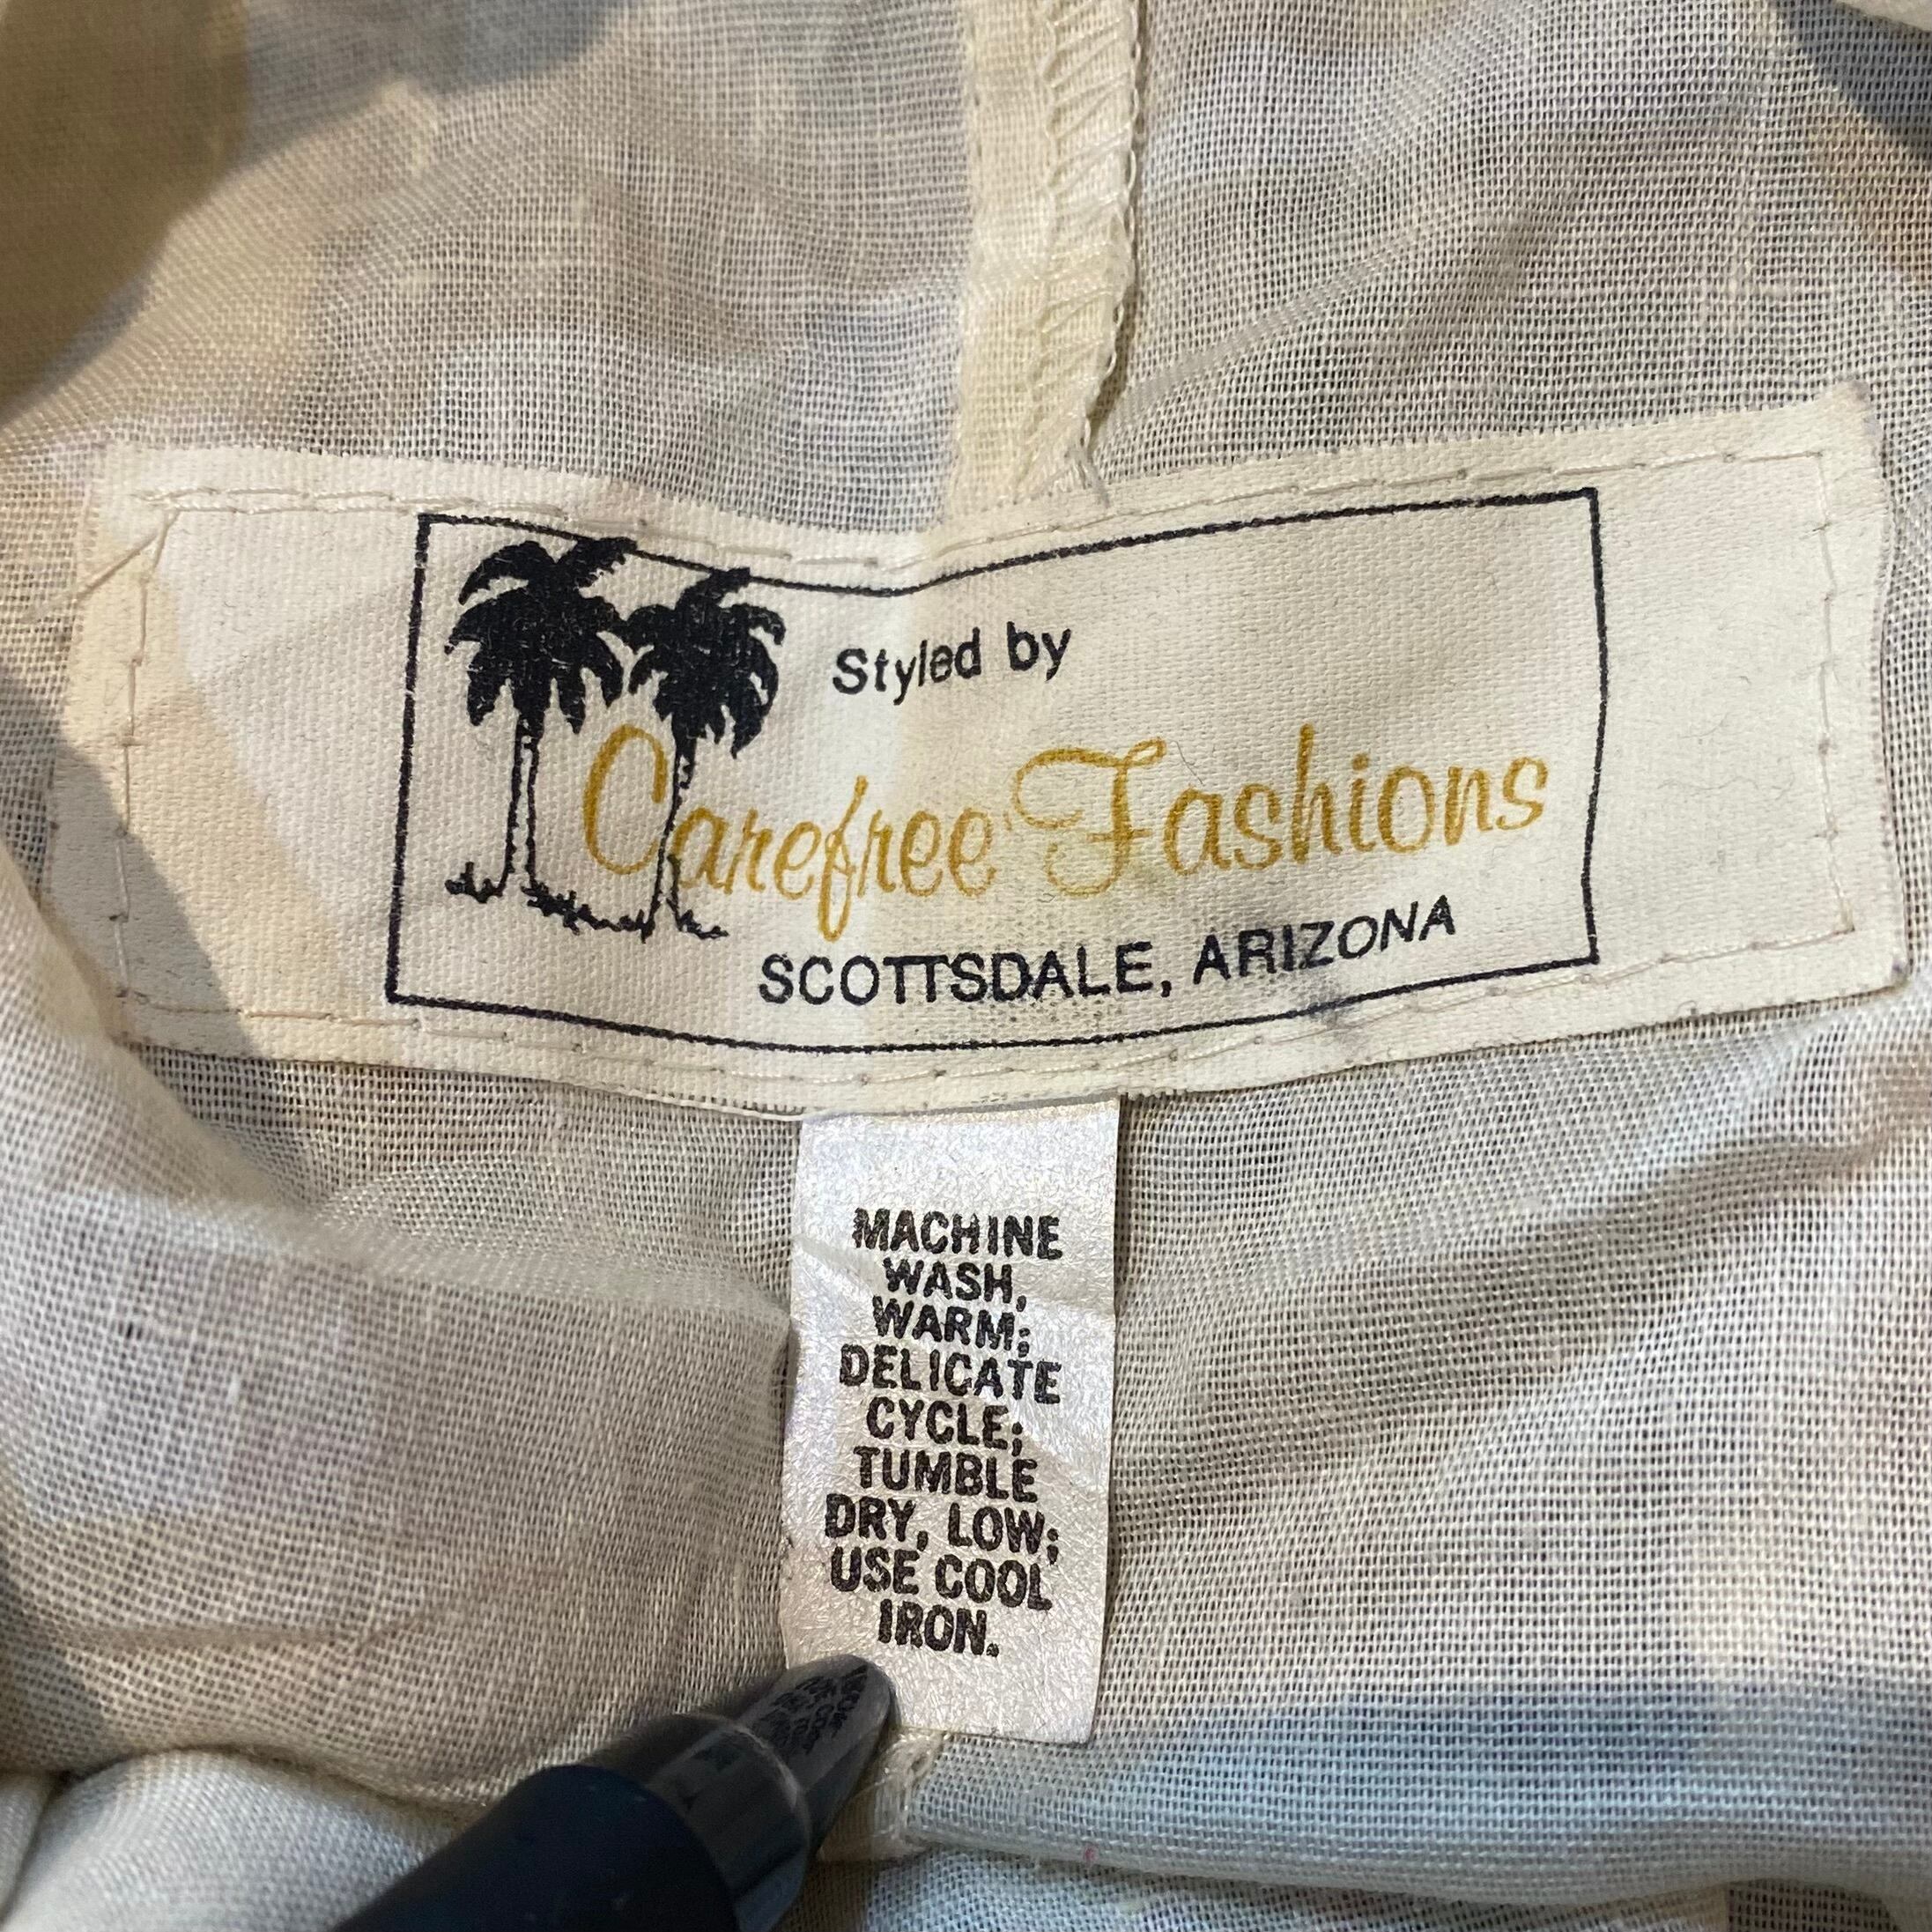 Styled by
Carefree Fashions
SCOTTSDALE, ARIZONA
MACHINE
WASH,
WARM;
DELICATE
CYCLE;
TUMBLE
DRY, LOW;
USE COOL
IRON.